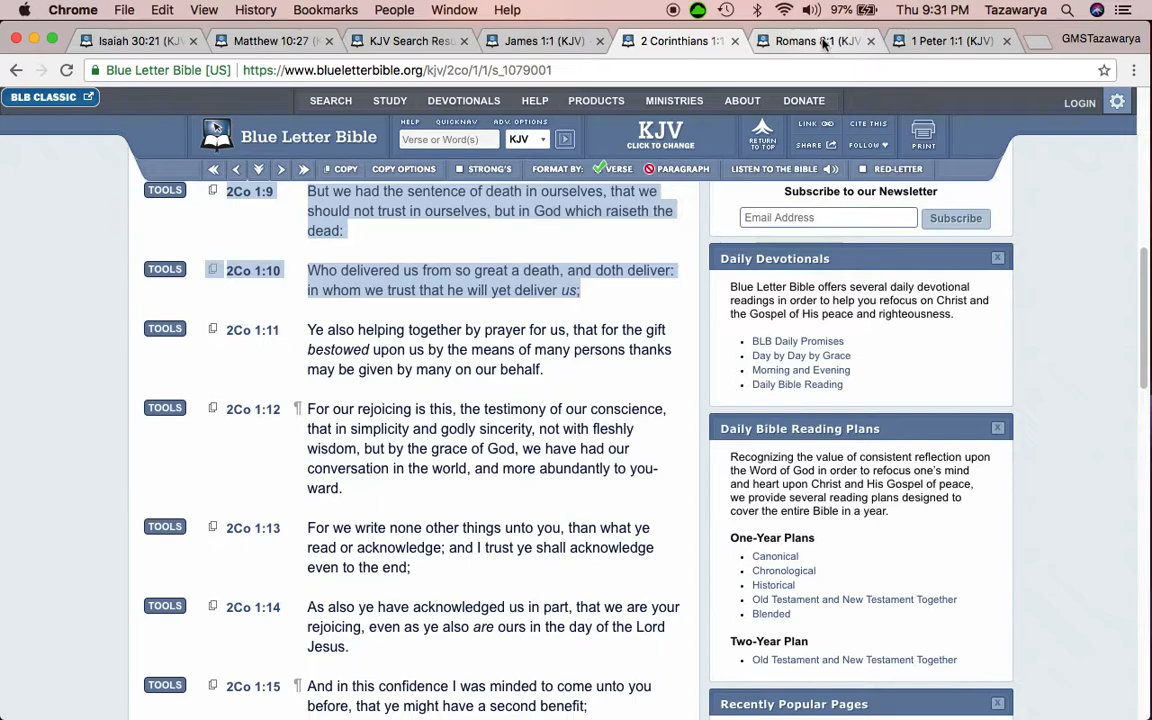 Chrome File Edit View History Bookmarks People Window Help 97% Thu 9:31 PM Tazawarya
Isaiah 30:21 (KJV Matthew 10:27 (KJV KJV Search Resu James 1:1 (KJV) - 2 Corinthians 1:1 Romans 8:1 (KJV 1 Peter 1:1 (KJV) GMSTazawarya
Blue Letter Bible [US] https://www.blueletterbible.org/kjv/2co/1/1/s_1079001
BLB CLASSIC SEARCH STUDY DEVOTIONALS HELP PRODUCTS MINISTRIES ABOUT DONATE LOGIN
HELP QUICKNAV ADV. OPTIONS LINK CITE THIS
Blue Letter Bible Verse or Word(s) KJV KJV
CLICK TO CHANGE RETURN TO TOP SHARE FOLLOW PRINT
COPY COPY OPTIONS STRONG'S FORMAT BY: VERSE PARAGRAPH LISTEN TO THE BIBLE RED-LETTER
TOOLS 2Co 1:9 But we had the sentence of death in ourselves, that we
should not trust in ourselves, but in God which raiseth the
dead:
TOOLS 2Co 1:10 Who delivered us from so great a death, and doth deliver:
in whom we trust that he will yet deliver us;
TOOLS 2Co 1:11 Ye also helping together by prayer for us, that for the gift
bestowed upon us by the means of many persons thanks
may be given by many on our behalf.
TOOLS 2Co 1:12 ¶ For our rejoicing is this, the testimony of our conscience,
that in simplicity and godly sincerity, not with fleshly
wisdom, but by the grace of God, we have had our
conversation in the world, and more abundantly to you-
ward.
TOOLS 2Co 1:13 For we write none other things unto you, than what ye
read or acknowledge; and I trust ye shall acknowledge
even to the end;
TOOLS 2Co 1:14 As also ye have acknowledged us in part, that we are your
rejoicing, even as ye also are ours in the day of the Lord
Jesus.
TOOLS 2Co 1:15 ¶ And in this confidence I was minded to come unto you
before, that ye might have a second benefit;
Subscribe to our Newsletter
Email Address Subscribe
Daily Devotionals
Blue Letter Bible offers several daily devotional
readings in order to help you refocus on Christ and
the Gospel of His peace and righteousness.
• BLB Daily Promises
• Day by Day by Grace
• Morning and Evening
• Daily Bible Reading
Daily Bible Reading Plans
Recognizing the value of consistent reflection upon
the Word of God in order to refocus one's mind
and heart upon Christ and His Gospel of peace,
we provide several reading plans designed to
cover the entire Bible in a year.
One-Year Plans
• Canonical
• Chronological
• Historical
• Old Testament and New Testament Together
• Blended
Two-Year Plan
• Old Testament and New Testament Together
Recently Popular Pages